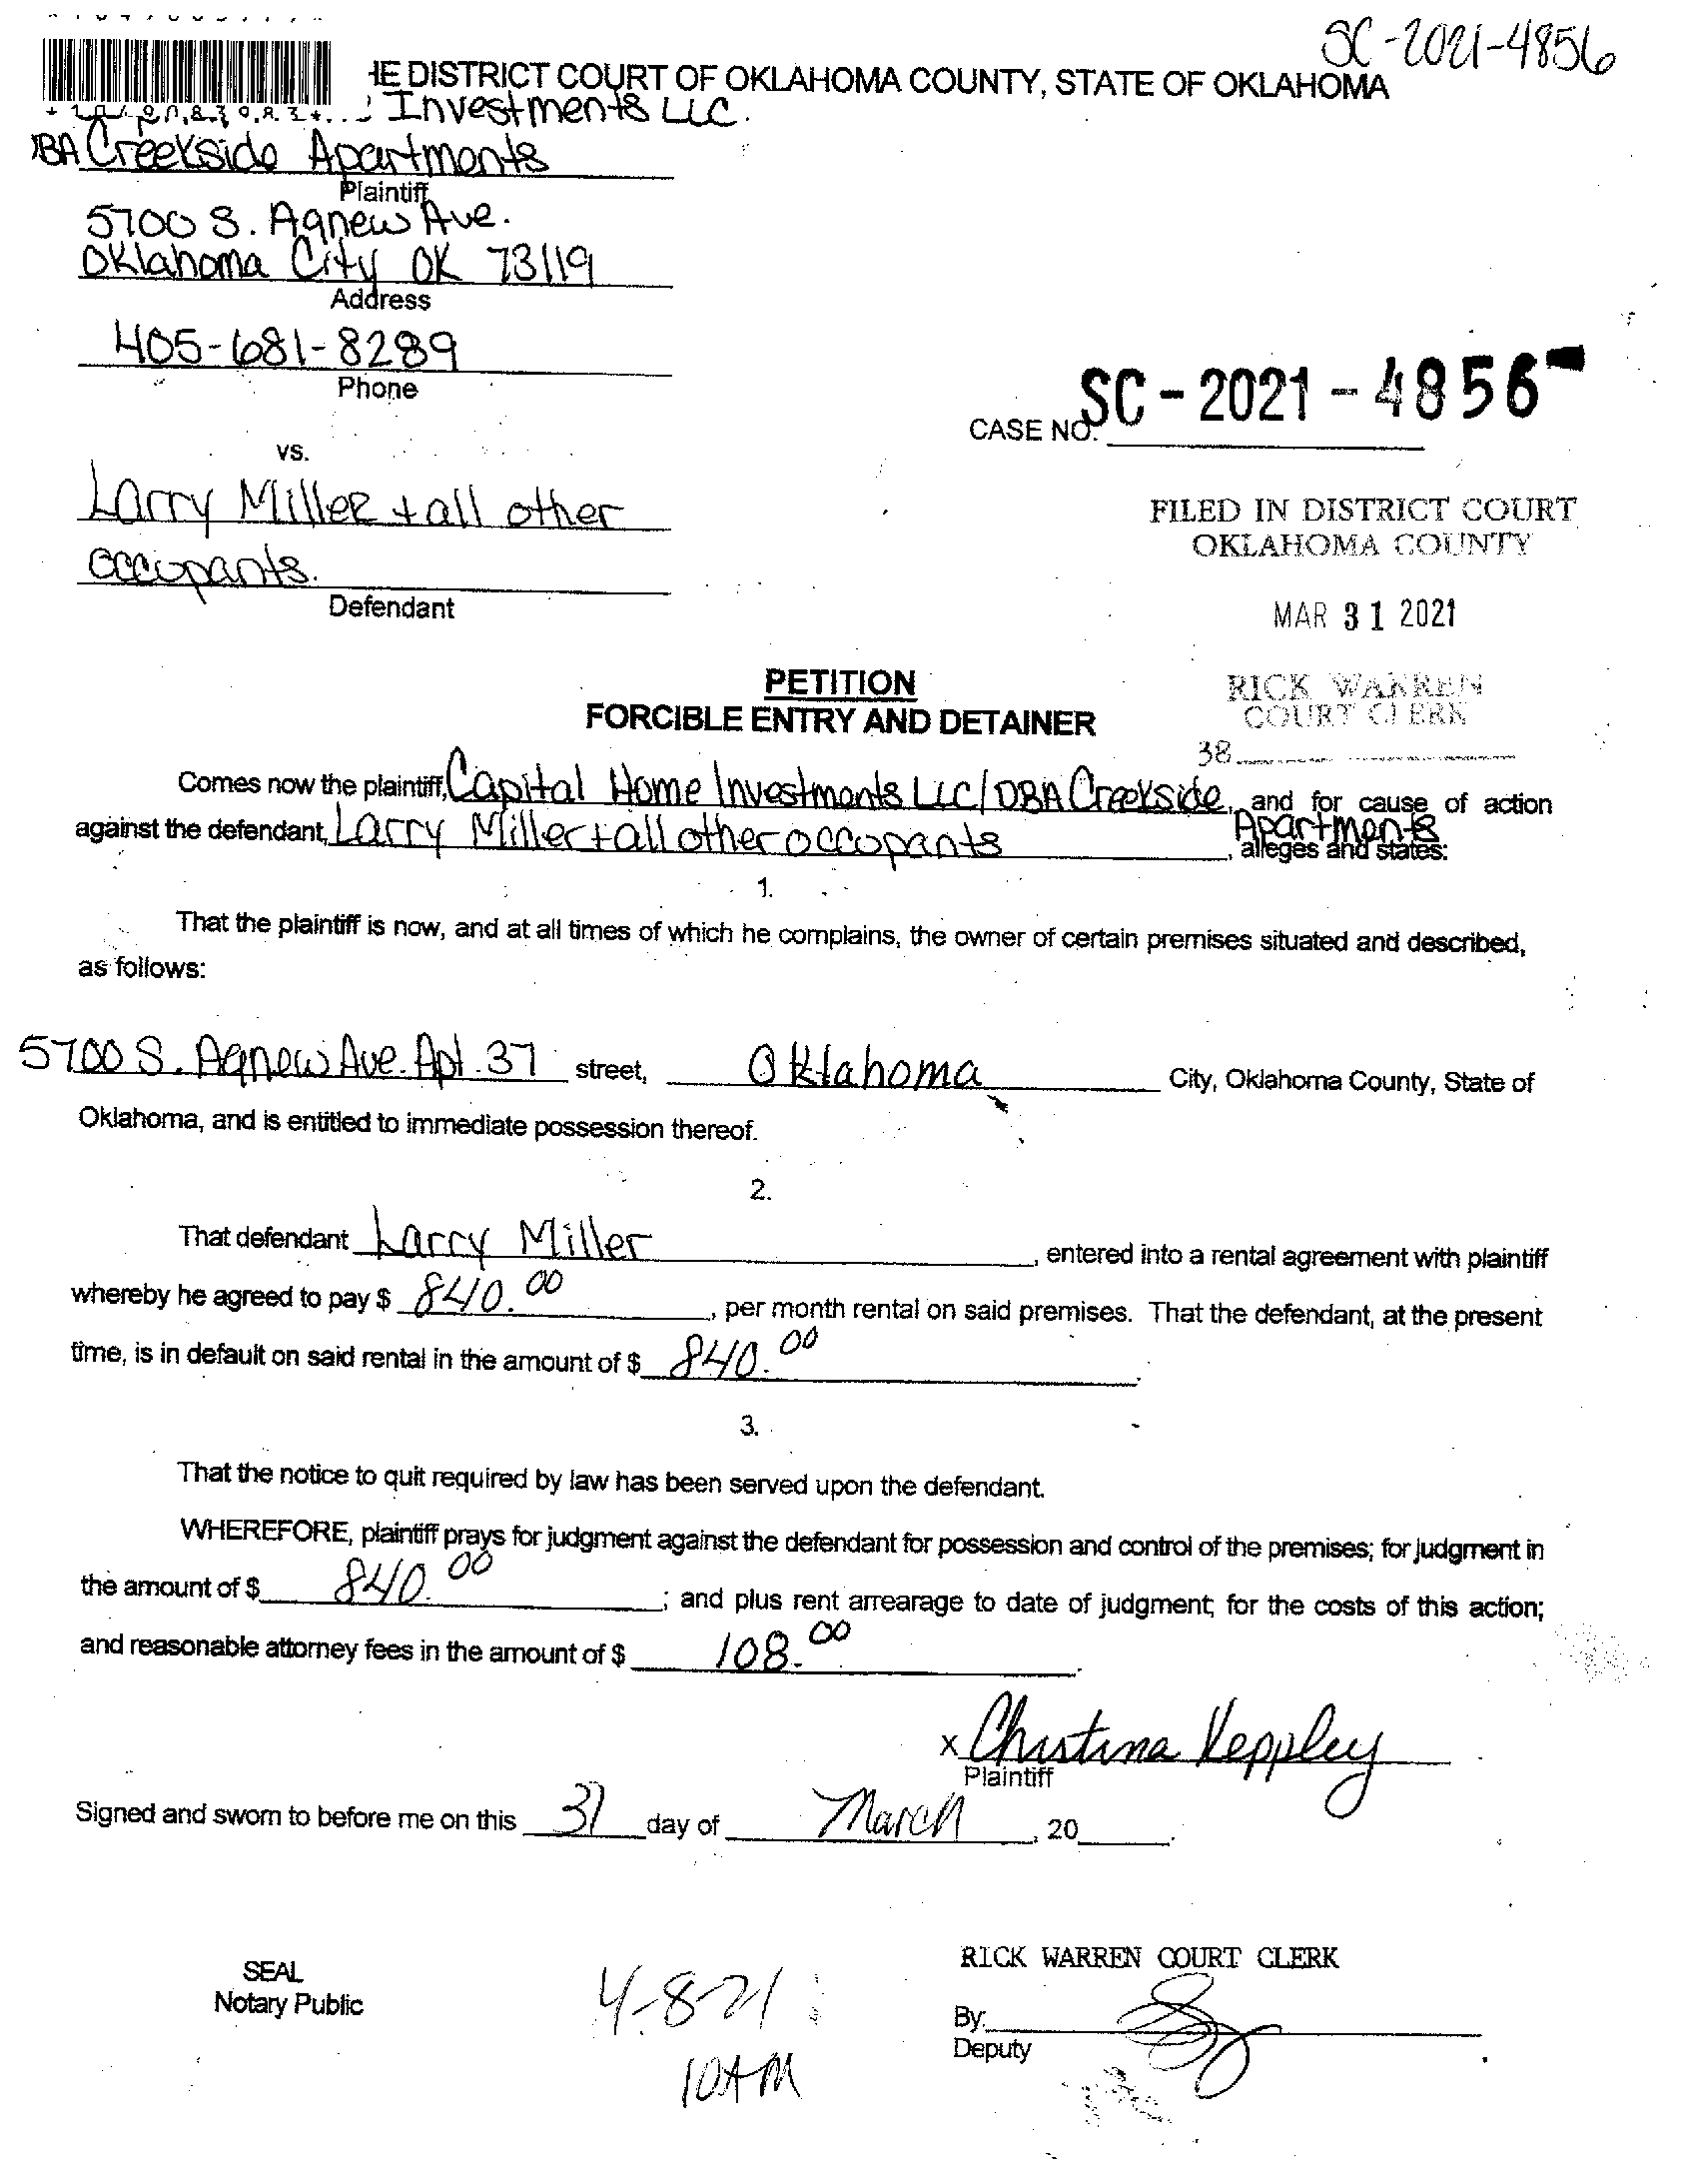 SC-2021-4856
HE DISTRICT COURT OF OKLAHOMA COUNTY, STATE OF OKLAHOMA
Investments LLC.
DBA Creekside Apartments
Plaintiff
5700 S. Agnew Ave.
Oklahoma City OK 73119
Address
405-681-8289
Phone
CASE NO. SC-2021-4856
vs.
Larry Miller + all other
occupants.
Defendant
FILED IN DISTRICT COURT
OKLAHOMA COUNTY
MAR 31 2021
RICK WARREN
COURT CLERK
38
PETITION
FORCIBLE ENTRY AND DETAINER
Comes now the plaintiff, Capital Home Investments LLC/DBA Creekside Apartments, and for cause of action
against the defendant, Larry Miller + all other occupants, alleges and states:
1.
That the plaintiff is now, and at all times of which he complains, the owner of certain premises situated and described,
as follows:
5700 S. Agnew Ave. Apt. 37 street, Oklahoma City, Oklahoma County, State of
Oklahoma, and is entitled to immediate possession thereof.
2.
That defendant Larry Miller, entered into a rental agreement with plaintiff
whereby he agreed to pay $ 840.00, per month rental on said premises. That the defendant, at the present
time, is in default on said rental in the amount of $ 840.00.
3.
That the notice to quit required by law has been served upon the defendant.
WHEREFORE, plaintiff prays for judgment against the defendant for possession and control of the premises; for judgment in
the amount of $ 840.00; and plus rent arrearage to date of judgment; for the costs of this action;
and reasonable attorney fees in the amount of $ 108.00.
x Christina Keppley
Plaintiff
Signed and sworn to before me on this 31 day of March, 20 .
SEAL
Notary Public
4-8-21
10AM
RICK WARREN COURT CLERK
By:
Deputy